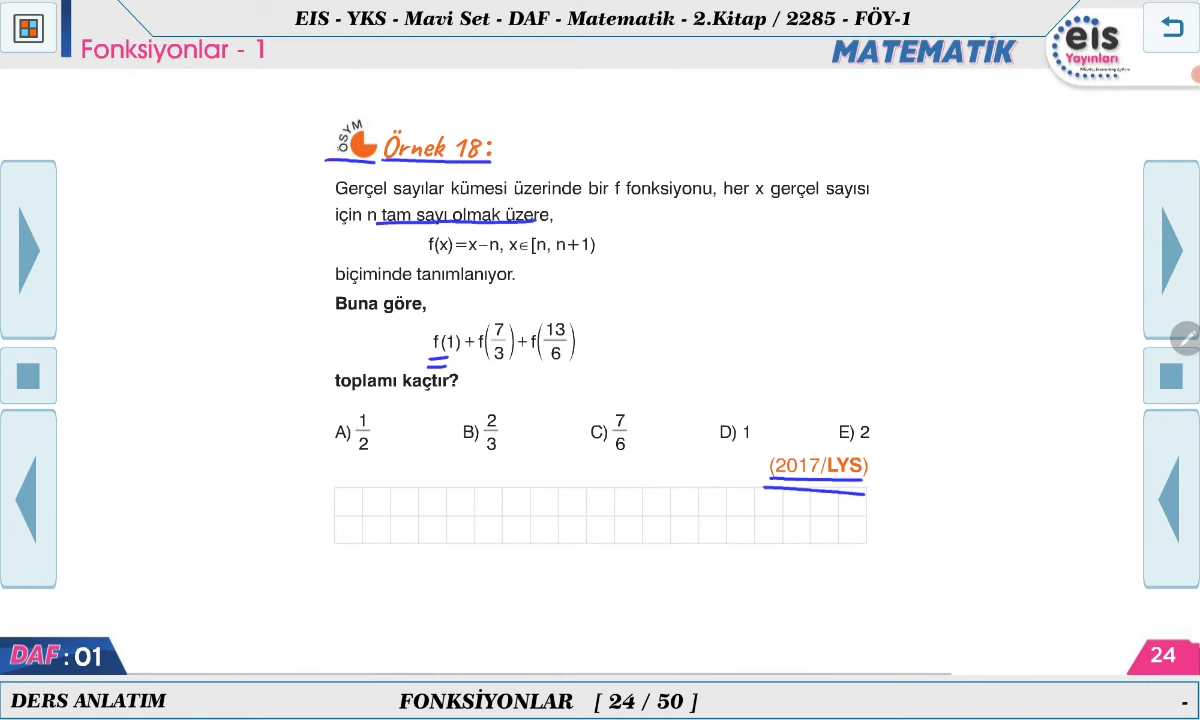 EIS - YKS - Mavi Set - DAF - Matematik - 2.Kitap / 2285 - FÖY-1
Fonksiyonlar - 1
MATEMATİK
eis
Yayınları
ÖSYM
Örnek 18:
Gerçel sayılar kümesi üzerinde bir f fonksiyonu, her x gerçel sayısı
için n tam sayı olmak üzere,
f(x)=x−n, x∈[n, n+1)
biçiminde tanımlanıyor.
Buna göre,
f(1)+f(7/3)+f(13/6)
toplamı kaçtır?
A) 1/2 B) 2/3 C) 7/6 D) 1 E) 2
(2017/LYS)
DAF : 01
24
DERS ANLATIM
FONKSİYONLAR [ 24 / 50 ]
-